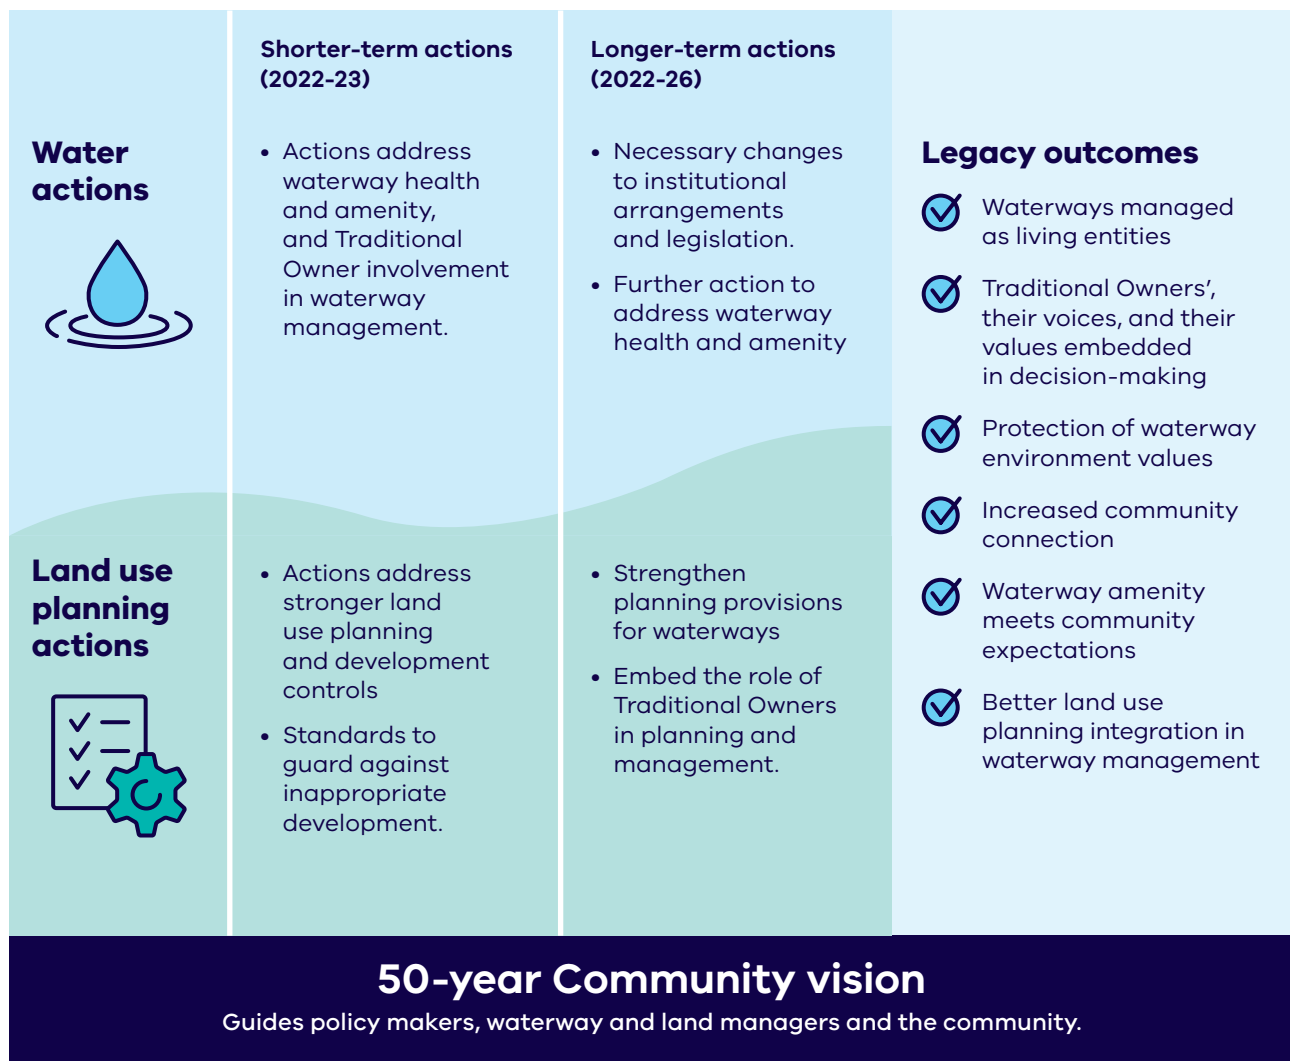 Shorter-term actions
(2022-23)
Longer-term actions
(2022-26)
Water
actions
• Actions address
waterway health
and amenity,
and Traditional
Owner involvement
in waterway
management.
• Necessary changes
to institutional
arrangements
and legislation.
• Further action to
address waterway
health and amenity
Land use
planning
actions
• Actions address
stronger land
use planning
and development
controls
• Standards to
guard against
inappropriate
development.
• Strengthen
planning provisions
for waterways
• Embed the role of
Traditional Owners
in planning and
management.
Legacy outcomes
Waterways managed
as living entities
Traditional Owners’,
their voices, and their
values embedded
in decision-making
Protection of waterway
environment values
Increased community
connection
Waterway amenity
meets community
expectations
Better land use
planning integration in
waterway management
50-year Community vision
Guides policy makers, waterway and land managers and the community.